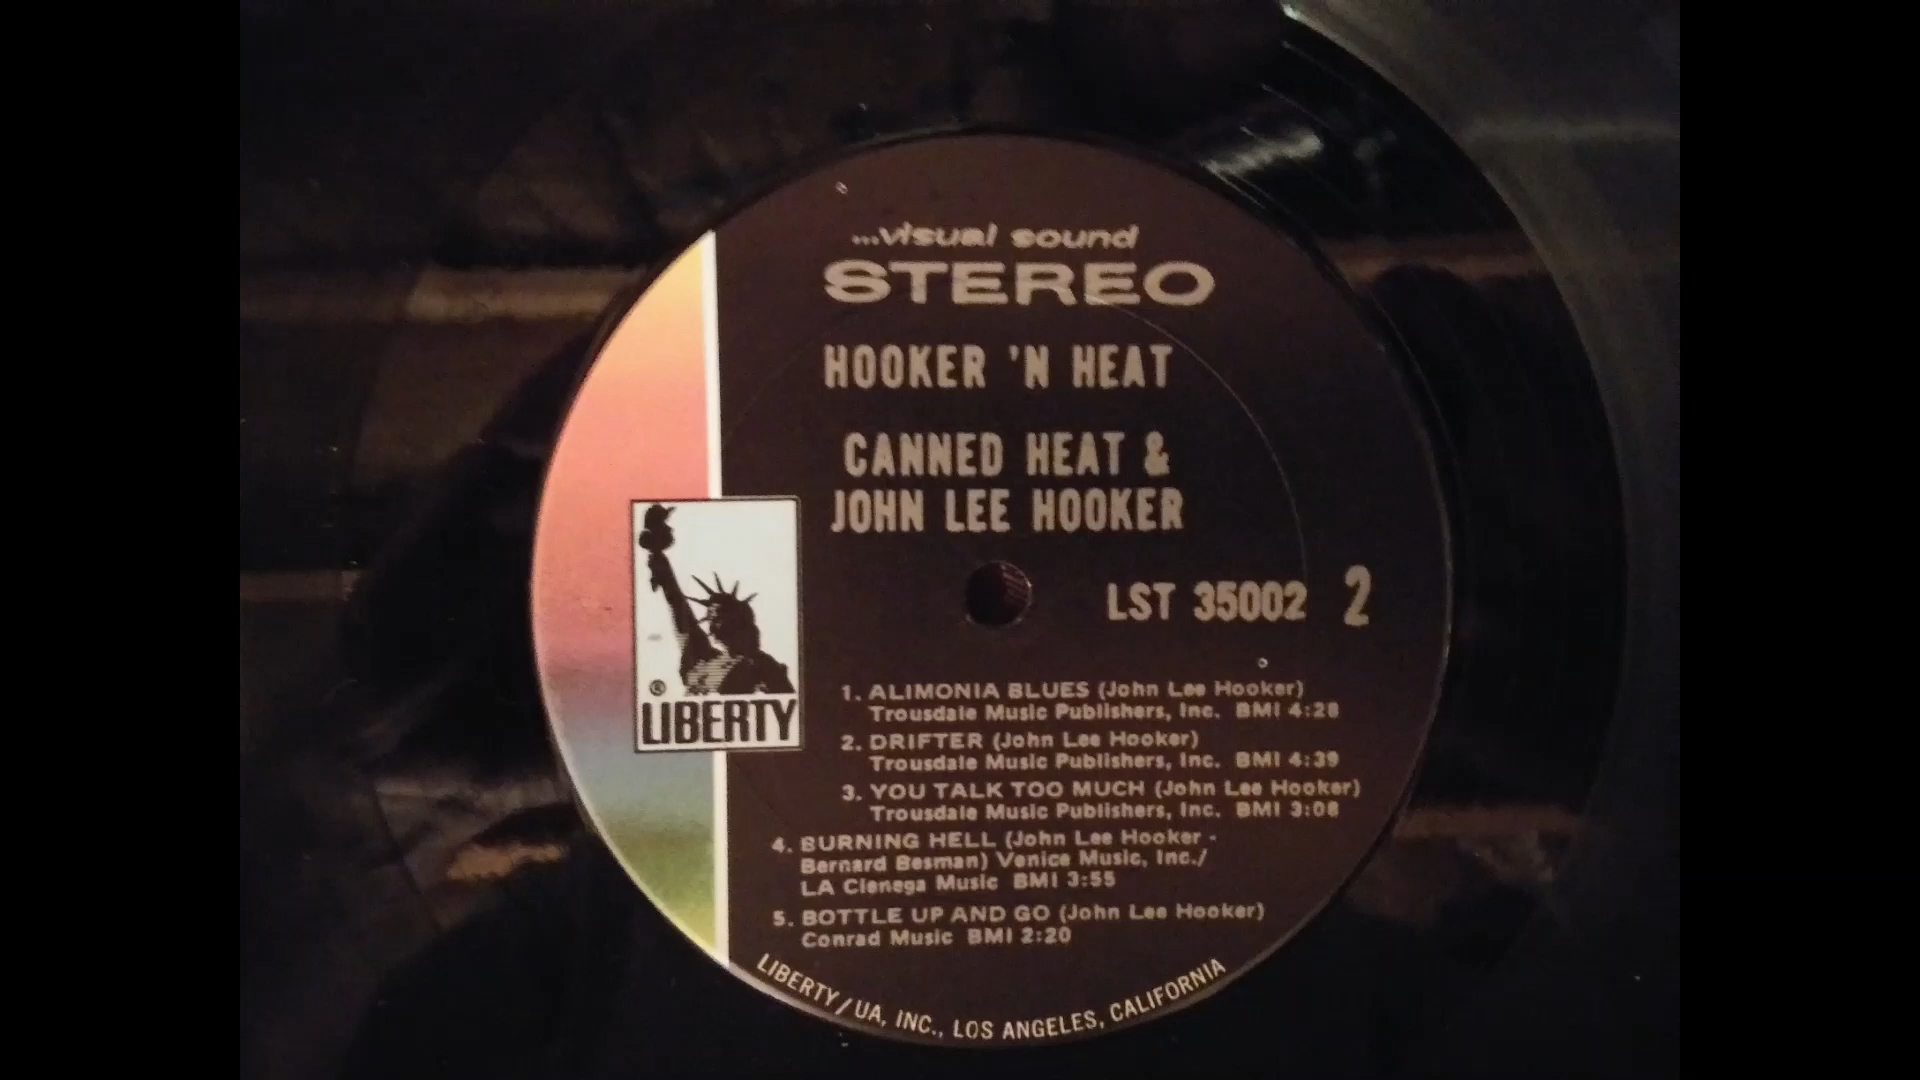 ...visual sound
STEREO
HOOKER 'N HEAT
CANNED HEAT &
JOHN LEE HOOKER
LST 35002 2
® LIBERTY
1. ALIMONIA BLUES (John Lee Hooker)
Trousdale Music Publishers, Inc. BMI 4:28
2. DRIFTER (John Lee Hooker)
Trousdale Music Publishers, Inc. BMI 4:39
3. YOU TALK TOO MUCH (John Lee Hooker)
Trousdale Music Publishers, Inc. BMI 3:08
4. BURNING HELL (John Lee Hooker -
Bernard Besman) Venice Music, Inc./
LA Cienega Music BMI 3:55
5. BOTTLE UP AND GO (John Lee Hooker)
Conrad Music BMI 2:20
LIBERTY/UA, INC., LOS ANGELES, CALIFORNIA